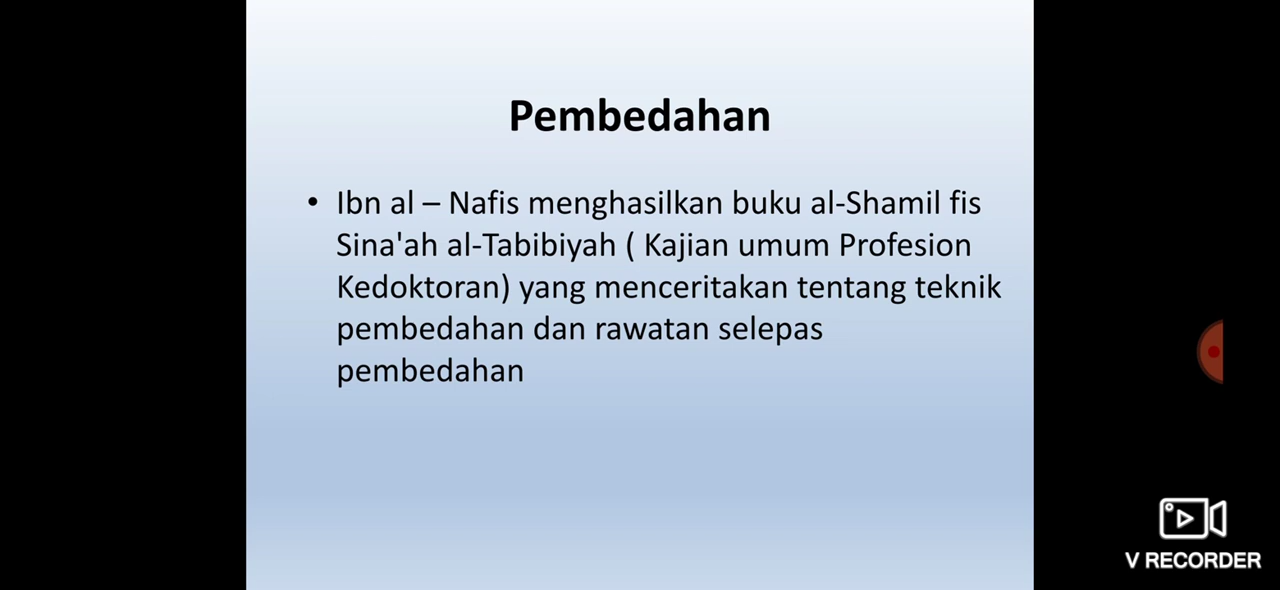 Pembedahan
• Ibn al – Nafis menghasilkan buku al-Shamil fis
Sina'ah al-Tabibiyah ( Kajian umum Profesion
Kedoktoran) yang menceritakan tentang teknik
pembedahan dan rawatan selepas
pembedahan
V RECORDER